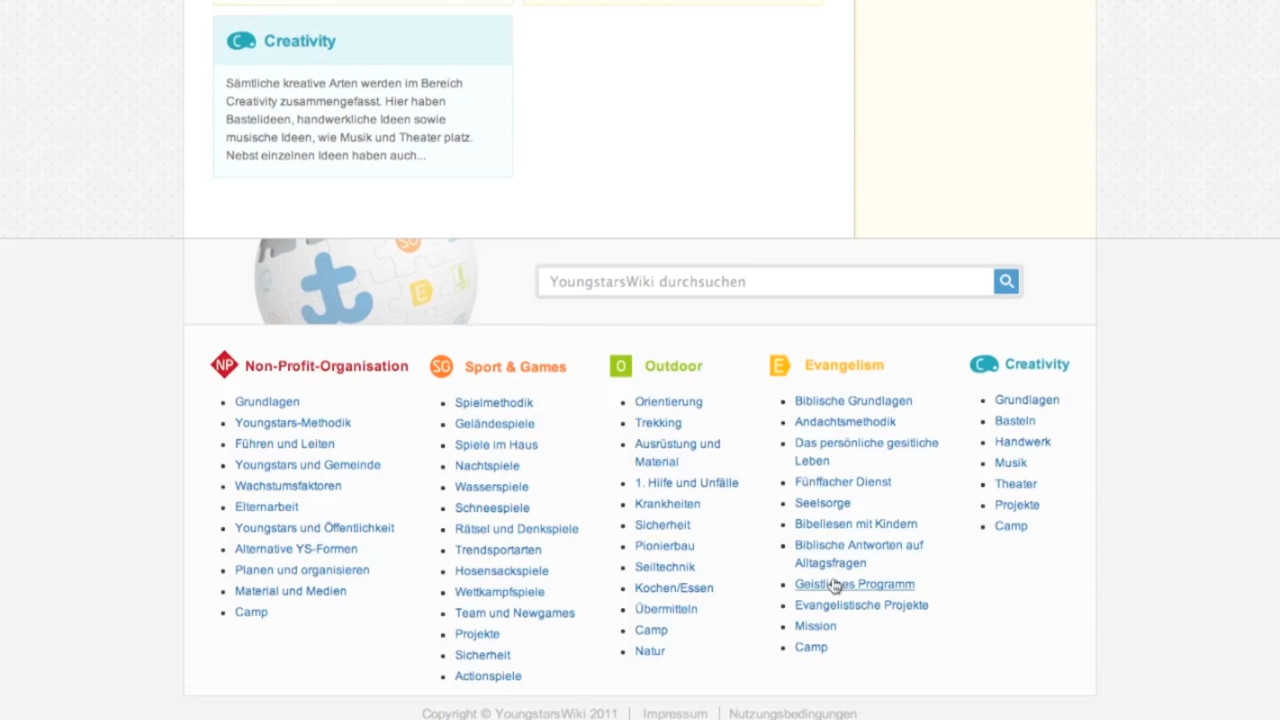 C Creativity
Sämtliche kreative Arten werden im Bereich
Creativity zusammengefasst. Hier haben
Bastelideen, handwerkliche Ideen sowie
musische Ideen, wie Musik und Theater platz.
Nebst einzelnen Ideen haben auch...
SG
E
YoungstarsWiki durchsuchen
NP Non-Profit-Organisation
Grundlagen
Youngstars-Methodik
Führen und Leiten
Youngstars und Gemeinde
Wachstumsfaktoren
Elternarbeit
Youngstars und Öffentlichkeit
Alternative YS-Formen
Planen und organisieren
Material und Medien
Camp
SG Sport & Games
Spielmethodik
Geländespiele
Spiele im Haus
Nachtspiele
Wasserspiele
Schneespiele
Rätsel und Denkspiele
Trendsportarten
Hosensackspiele
Wettkampfspiele
Team und Newgames
Projekte
Sicherheit
Actionspiele
O Outdoor
Orientierung
Trekking
Ausrüstung und
Material
1. Hilfe und Unfälle
Krankheiten
Sicherheit
Pionierbau
Seiltechnik
Kochen/Essen
Übermitteln
Camp
Natur
E Evangelism
Biblische Grundlagen
Andachtsmethodik
Das persönliche gesitliche
Leben
Fünffacher Dienst
Seelsorge
Bibellesen mit Kindern
Biblische Antworten auf
Alltagsfragen
Geistliches Programm
Evangelistische Projekte
Mission
Camp
C Creativity
Grundlagen
Basteln
Handwerk
Musik
Theater
Projekte
Camp
Copyright © YoungstarsWiki 2011 | Impressum | Nutzungsbedingungen